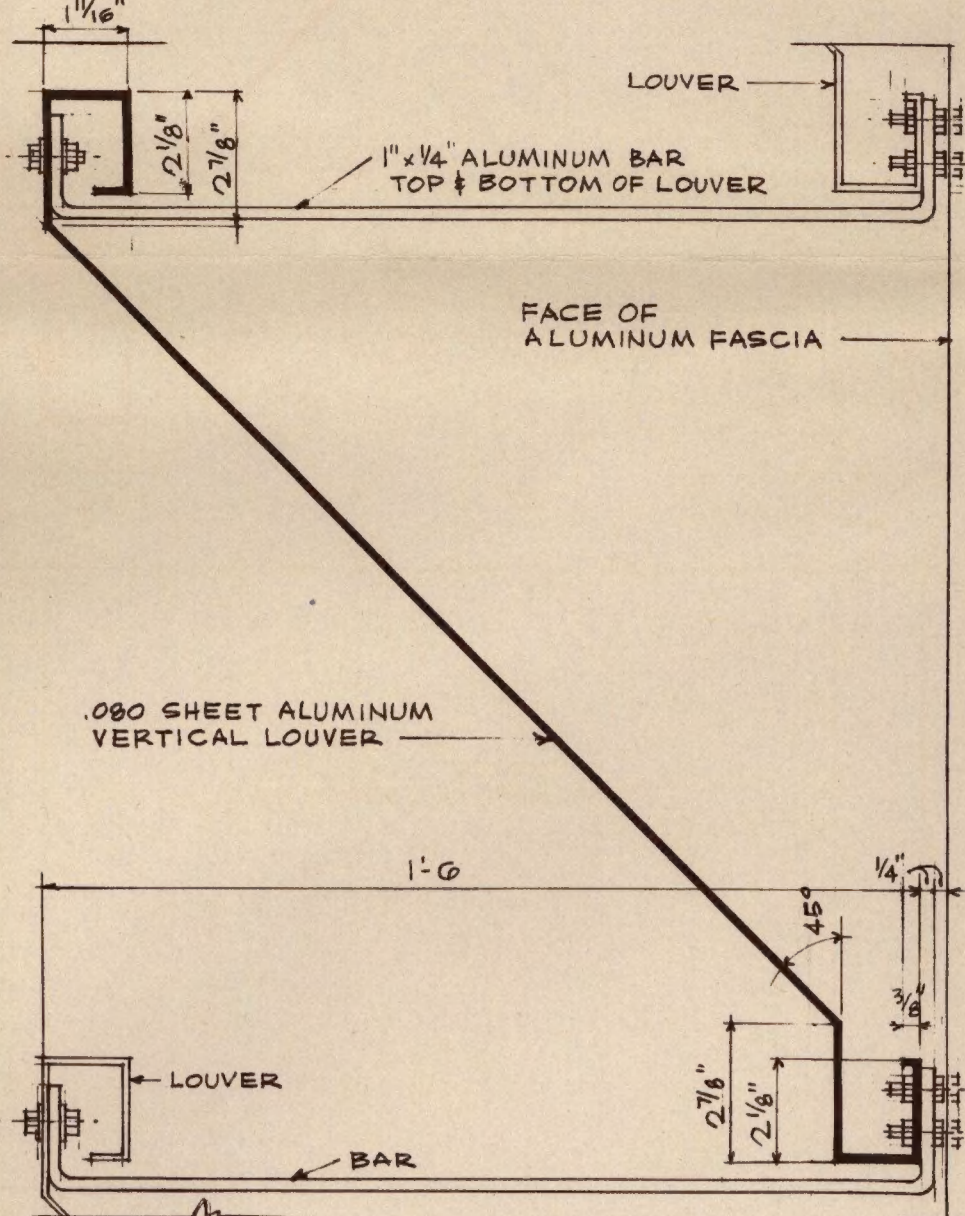 1 11/16"
LOUVER
2 1/8"
2 7/8"
1" x 1/4" ALUMINUM BAR
TOP & BOTTOM OF LOUVER
FACE OF
ALUMINUM FASCIA
.080 SHEET ALUMINUM
VERTICAL LOUVER
1'-6
1/4"
45°
3/8"
LOUVER
2 7/8"
2 1/8"
BAR